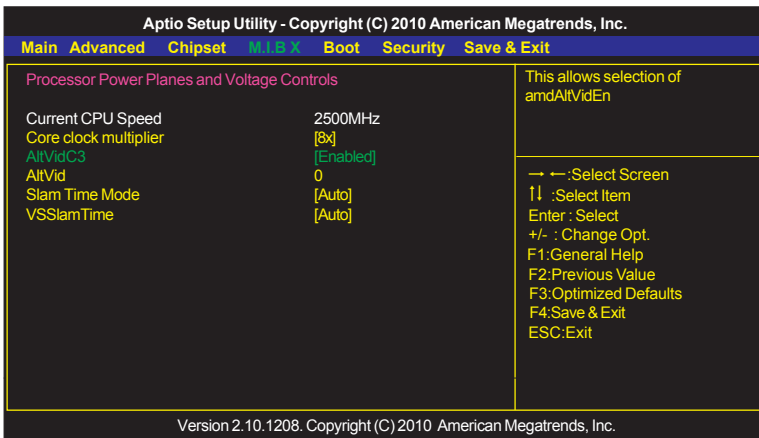 Aptio Setup Utility - Copyright (C) 2010 American Megatrends, Inc.
Main Advanced Chipset M.I.B X Boot Security Save & Exit
Processor Power Planes and Voltage Controls
Current CPU Speed 2500MHz
Core clock multiplier [8x]
AltVidC3 [Enabled]
AltVid 0
Slam Time Mode [Auto]
VSSlamTime [Auto]
This allows selection of
amdAltVidEn
→ ←:Select Screen
↑↓ :Select Item
Enter : Select
+/- : Change Opt.
F1:General Help
F2:Previous Value
F3:Optimized Defaults
F4:Save & Exit
ESC:Exit
Version 2.10.1208. Copyright (C) 2010 American Megatrends, Inc.